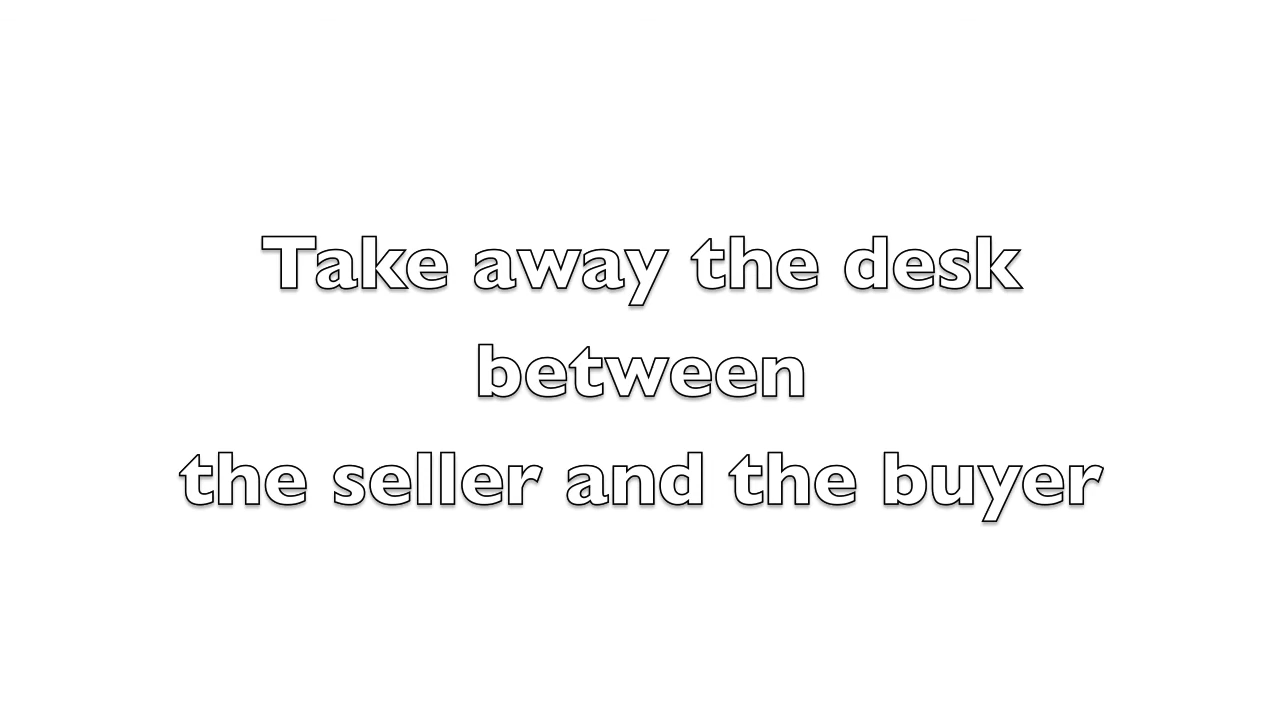 Take away the desk
between
the seller and the buyer